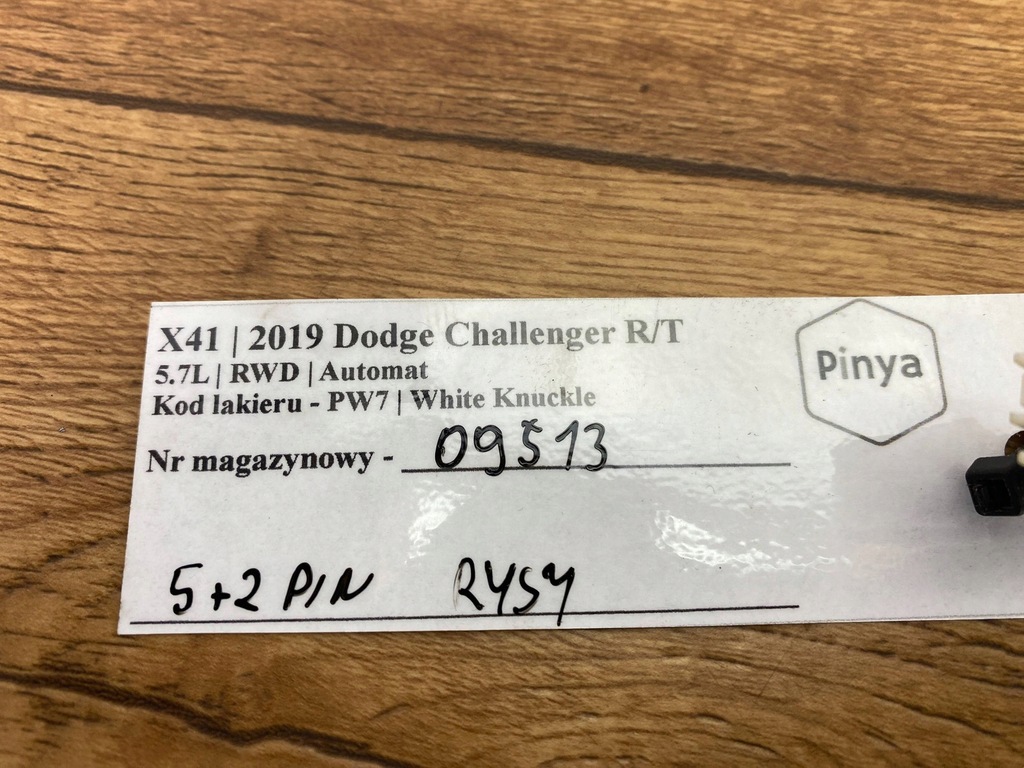 X41 | 2019 Dodge Challenger R/T
5.7L | RWD | Automat
Kod lakieru - PW7 | White Knuckle
Nr magazynowy - 09513
5+2 PIN RYSY
Pinya